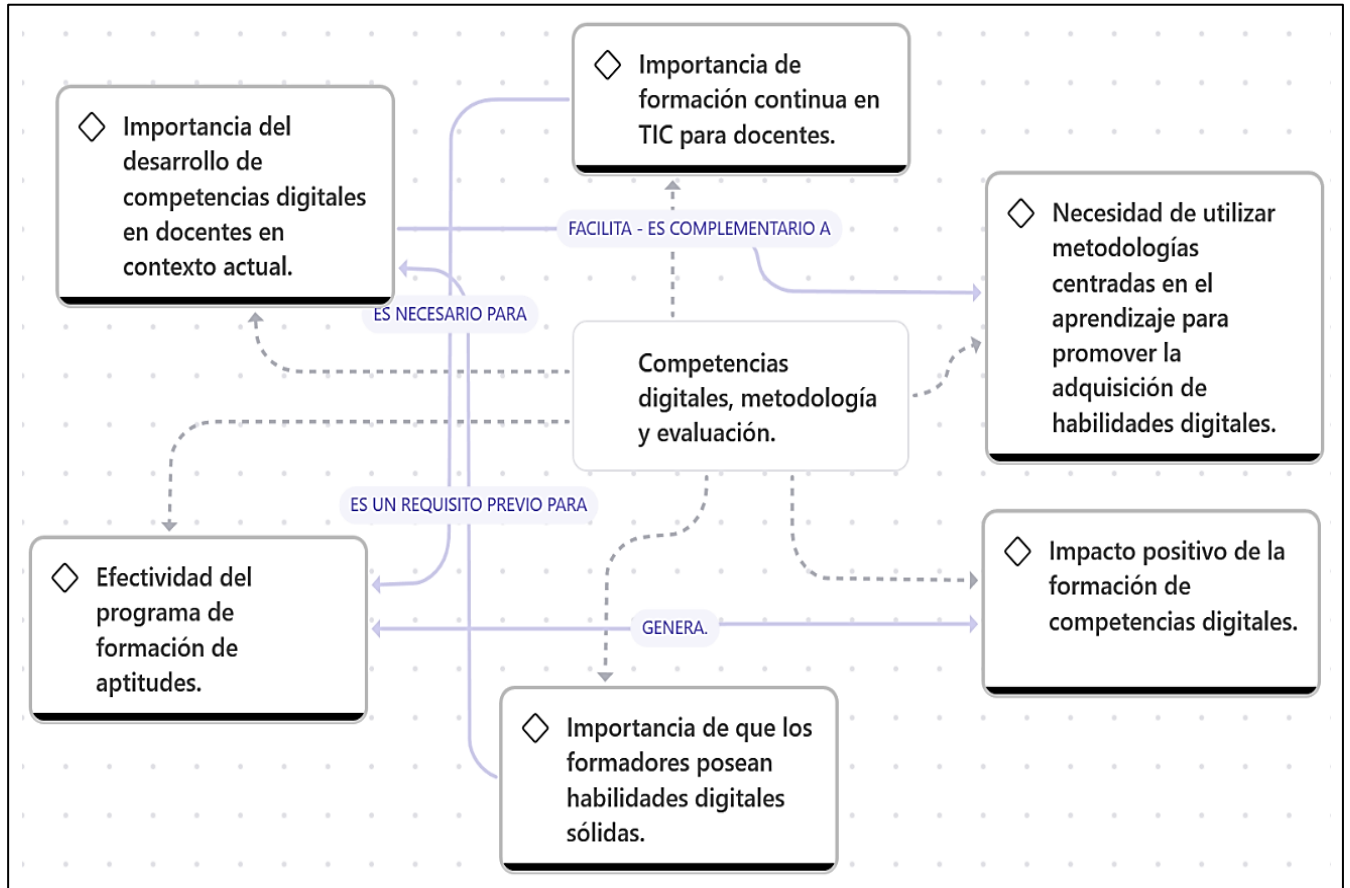 Importancia de
formación continua en
TIC para docentes.
Importancia del
desarrollo de
competencias digitales
en docentes en
contexto actual.
FACILITA - ES COMPLEMENTARIO A
Necesidad de utilizar
metodologías
centradas en el
aprendizaje para
promover la
adquisición de
habilidades digitales.
ES NECESARIO PARA
Competencias
digitales, metodología
y evaluación.
ES UN REQUISITO PREVIO PARA
Efectividad del
programa de
formación de
aptitudes.
Impacto positivo de la
formación de
competencias digitales.
GENERA.
Importancia de que los
formadores posean
habilidades digitales
sólidas.